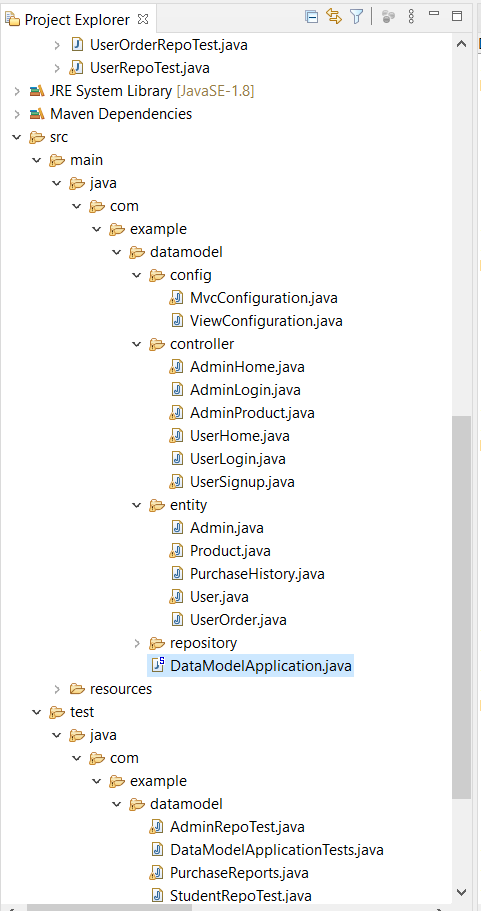 Project Explorer
UserOrderRepoTest.java
UserRepoTest.java
JRE System Library [JavaSE-1.8]
Maven Dependencies
src
main
java
com
example
datamodel
config
MvcConfiguration.java
ViewConfiguration.java
controller
AdminHome.java
AdminLogin.java
AdminProduct.java
UserHome.java
UserLogin.java
UserSignup.java
entity
Admin.java
Product.java
PurchaseHistory.java
User.java
UserOrder.java
repository
DataModelApplication.java
resources
test
java
com
example
datamodel
AdminRepoTest.java
DataModelApplicationTests.java
PurchaseReports.java
StudentRepoTest.java